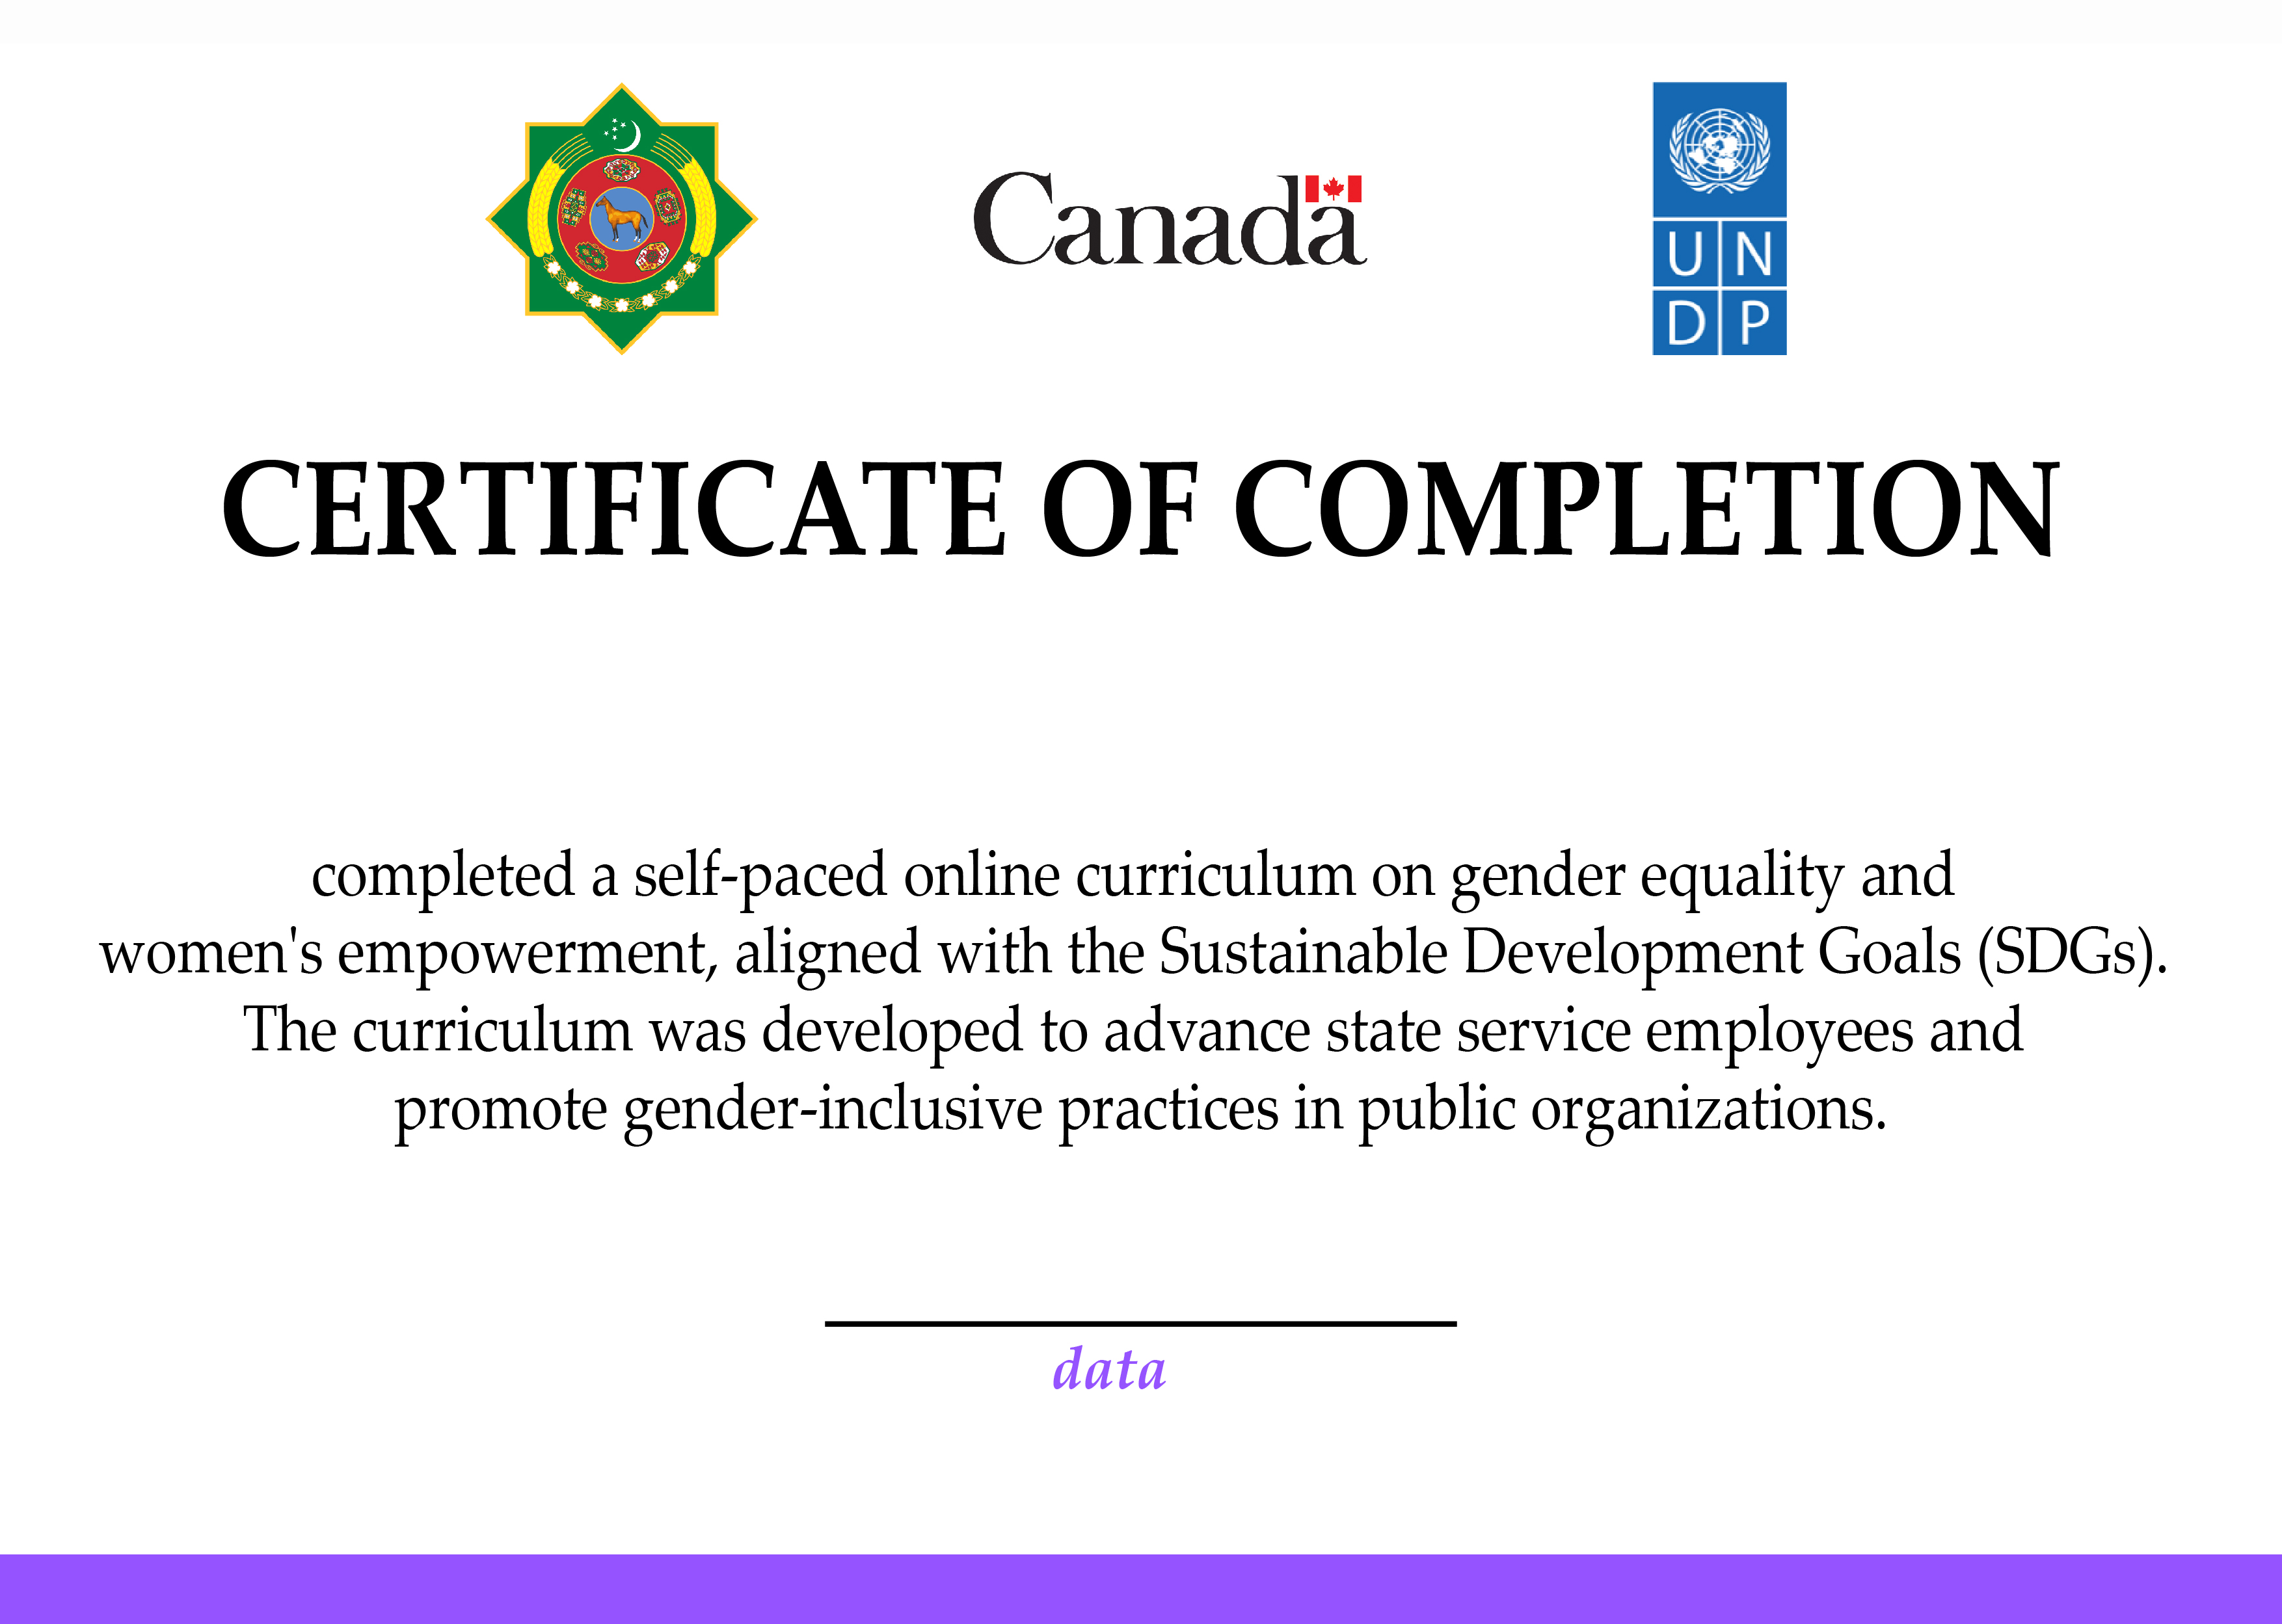 Canada
UN
DP
CERTIFICATE OF COMPLETION
completed a self-paced online curriculum on gender equality and
women's empowerment, aligned with the Sustainable Development Goals (SDGs).
The curriculum was developed to advance state service employees and
promote gender-inclusive practices in public organizations.
data